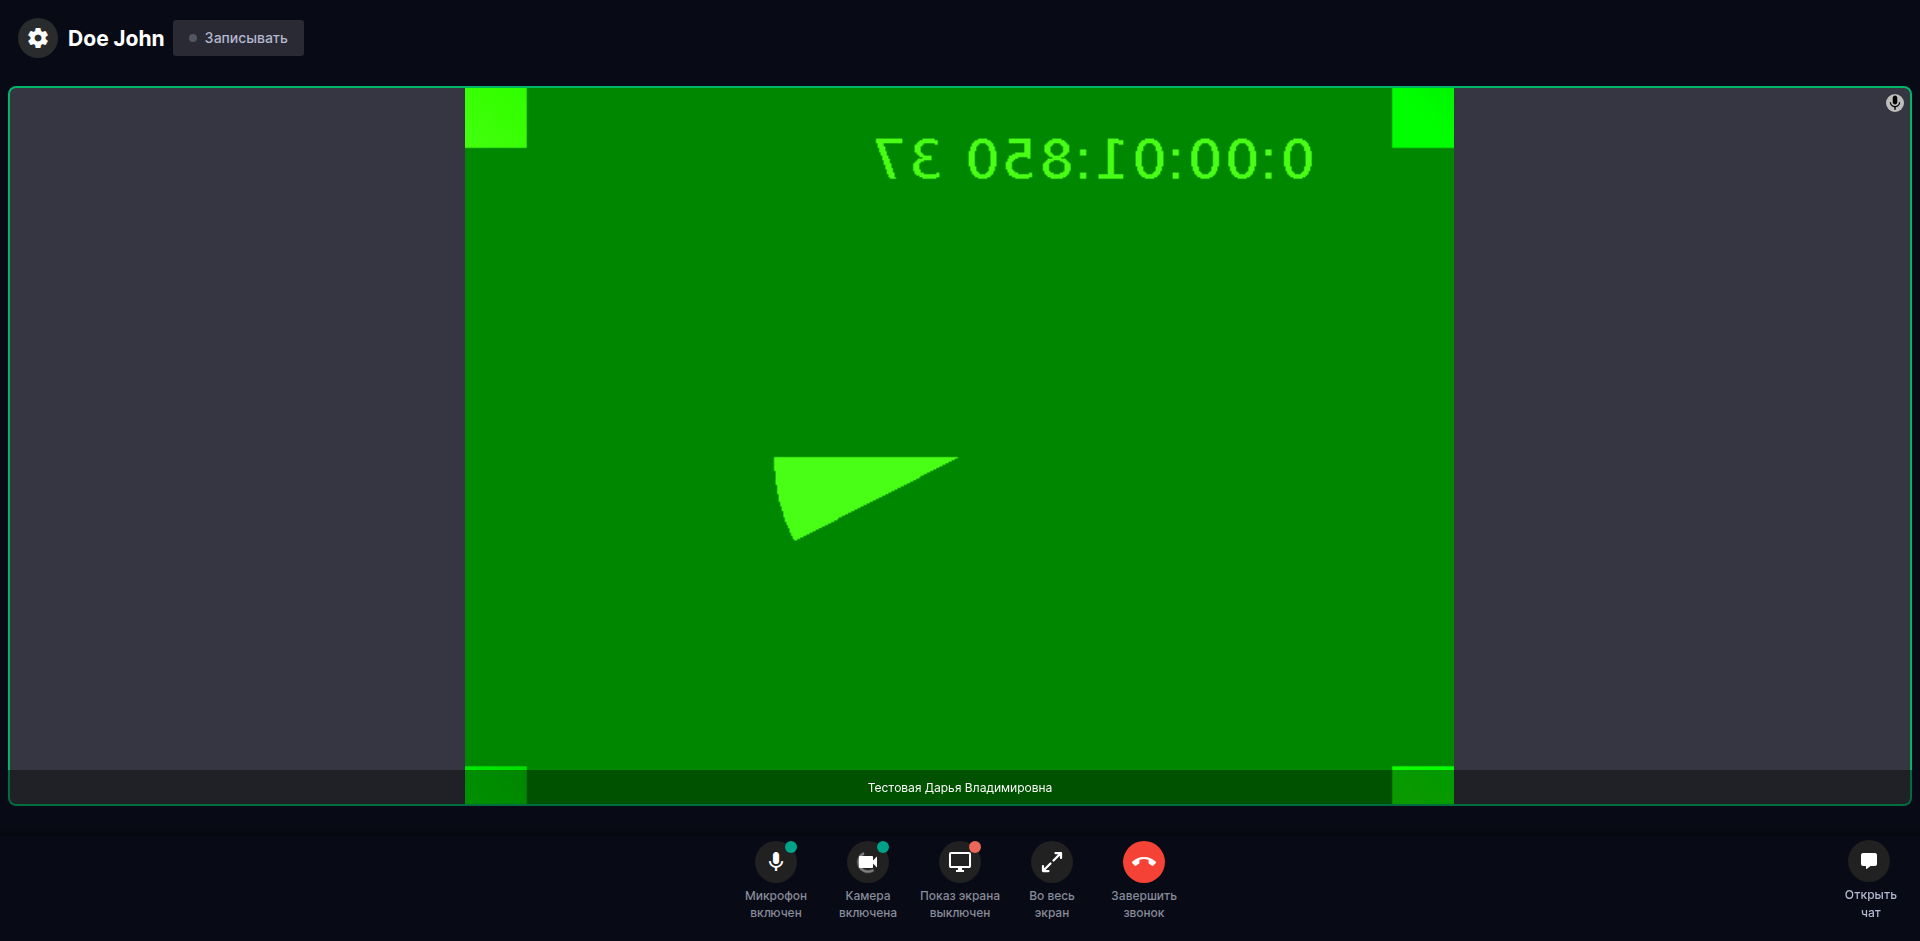 Doe John
Записывать
0:00:01:850 37
Тестовая Дарья Владимировна
Микрофон
включен
Камера
включена
Показ экрана
выключен
Во весь
экран
Завершить
звонок
Открыть
чат